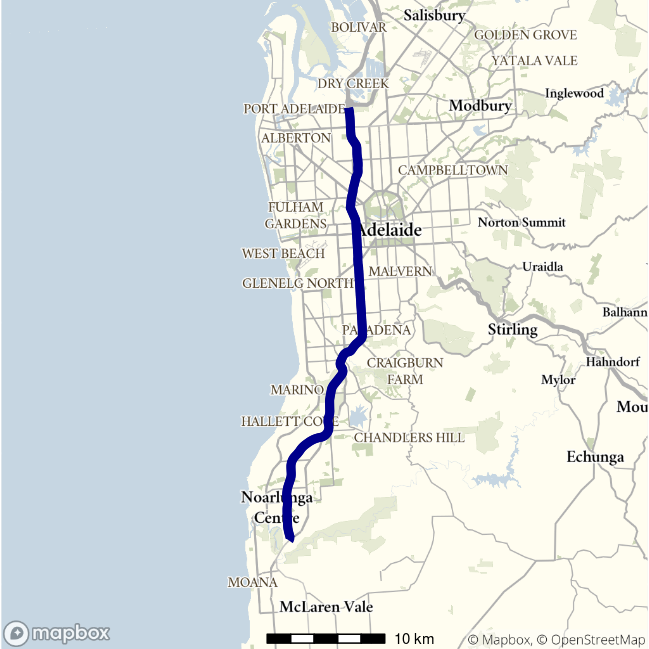 Salisbury
BOLIVAR
GOLDEN GROVE
YATALA VALE
DRY CREEK
Inglewood
PORT ADELAIDE
Modbury
ALBERTON
CAMPBELLTOWN
FULHAM
GARDENS
Norton Summit
Adelaide
WEST BEACH
MALVERN
Uraidla
GLENELG NORTH
Balhann
PASADENA
Stirling
CRAIGBURN
FARM
Hahndorf
Mylor
MARINO
Mou
HALLETT COVE
CHANDLERS HILL
Echunga
Noarlunga
Centre
MOANA
McLaren Vale
mapbox
10 km
© Mapbox, © OpenStreetMap